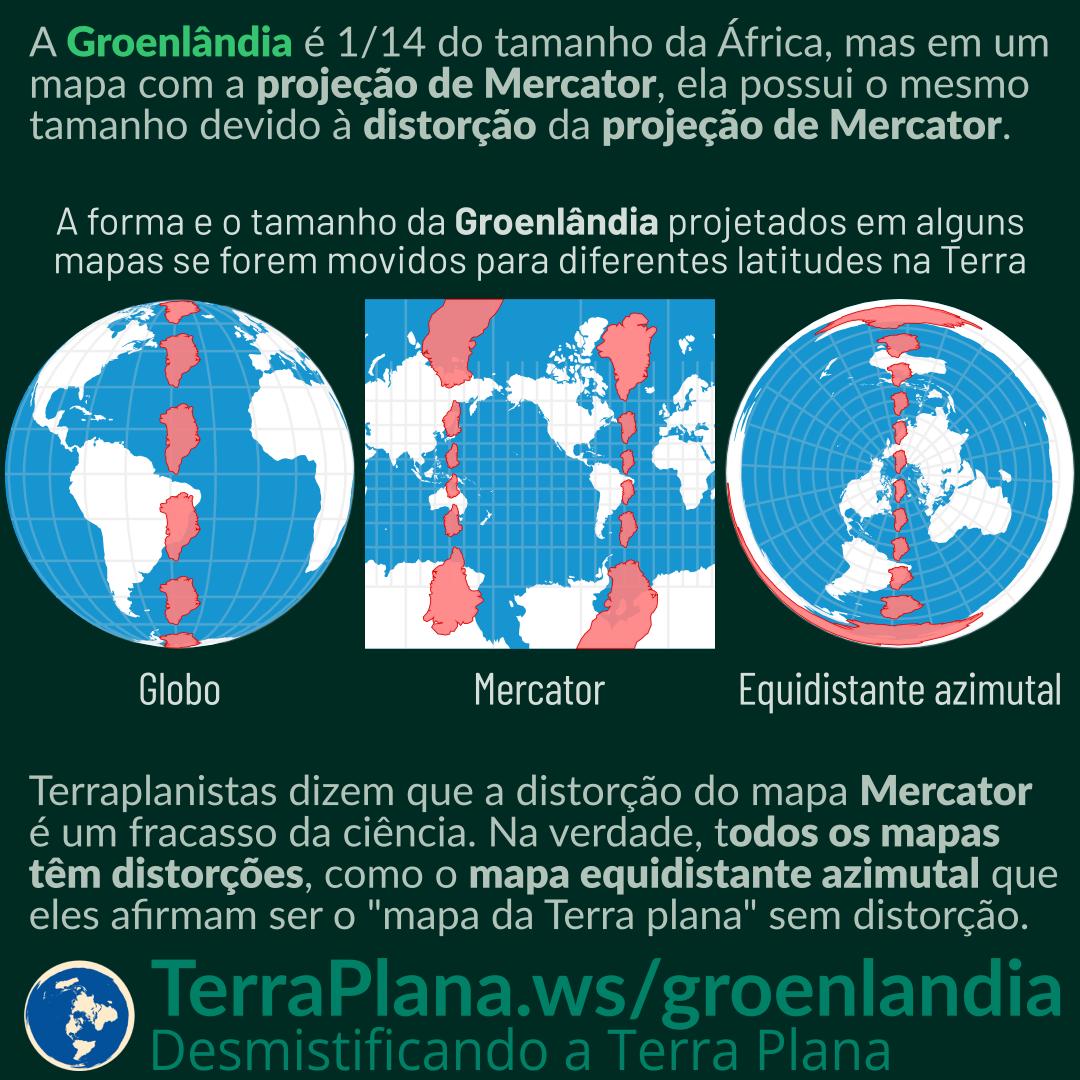 A Groenlândia é 1/14 do tamanho da África, mas em um
mapa com a projeção de Mercator, ela possui o mesmo
tamanho devido à distorção da projeção de Mercator.
A forma e o tamanho da Groenlândia projetados em alguns
mapas se forem movidos para diferentes latitudes na Terra
Globo
Mercator
Equidistante azimutal
Terraplanistas dizem que a distorção do mapa Mercator
é um fracasso da ciência. Na verdade, todos os mapas
têm distorções, como o mapa equidistante azimutal que
eles afirmam ser o "mapa da Terra plana" sem distorção.
TerraPlana.ws/groenlandia
Desmistificando a Terra Plana